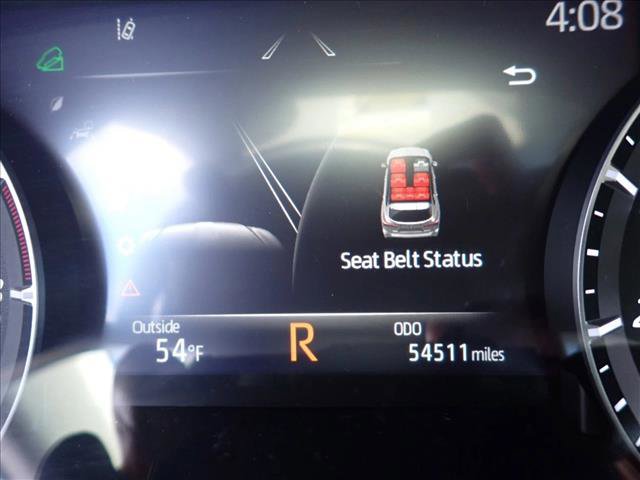 4:08
Seat Belt Status
Outside
54°F
R
ODO
54511 miles